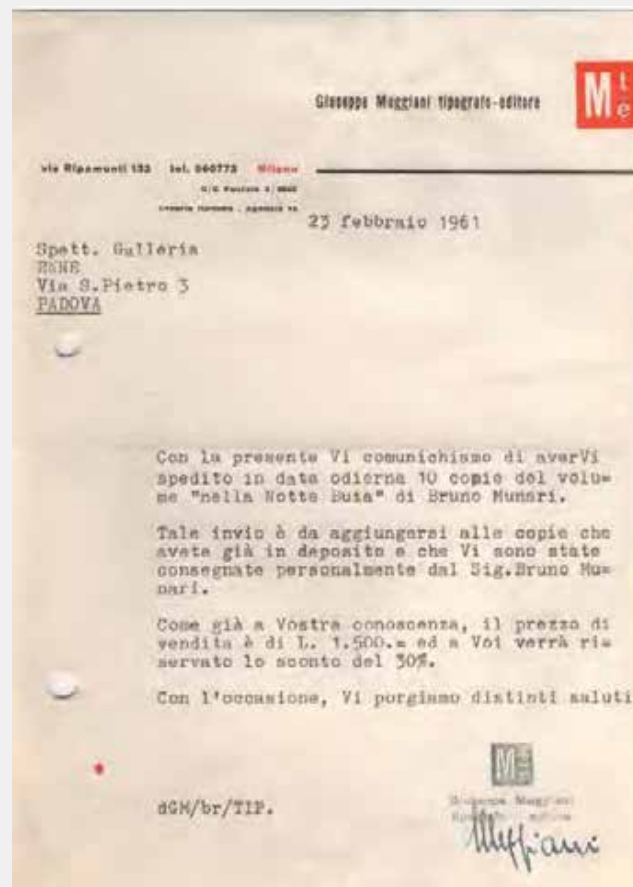 Giuseppe Muggiani tipografo-editore
M t e
via Ripamonti 133 tel. 560773 Milano
23 febbraio 1961
Spett. Galleria
ENNE
Via S.Pietro 3
PADOVA
Con la presente Vi comunichiamo di averVi
spedito in data odierna 10 copie del volu=
me "nella Notte Buia" di Bruno Munari.
Tale invio è da aggiungersi alle copie che
avete già in deposito e che Vi sono state
consegnate personalmente dal Sig.Bruno Mu=
nari.
Come già a Vostra conoscenza, il prezzo di
vendita è di L. 1.500.= ed a Voi verrà ri=
servato lo sconto del 30%.
Con l'occasione, Vi porgiamo distinti saluti
M
dGM/br/TIP.
Giuseppe Muggiani
Muggiani